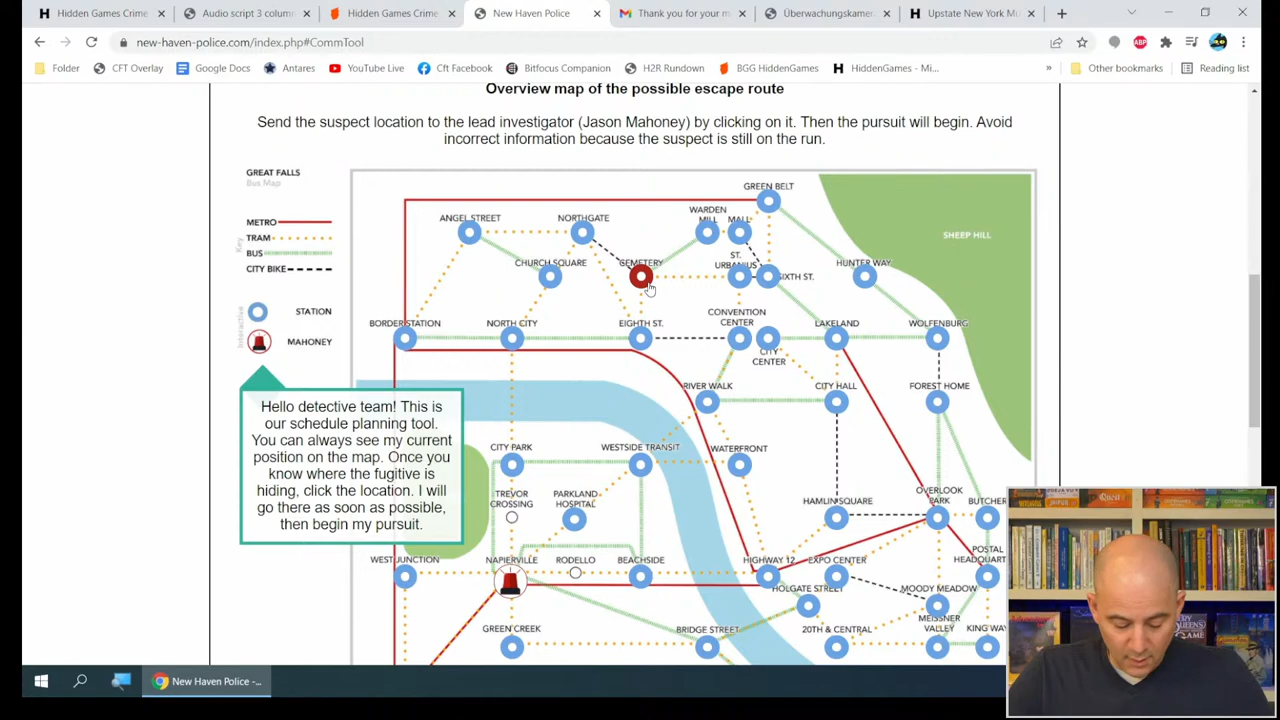 Hidden Games Crime
Audio script 3 column
Hidden Games Crime
New Haven Police
Thank you for your m
Überwachungskamer
Upstate New York Mu
new-haven-police.com/index.php#CommTool
ABP
Folder
CFT Overlay
Google Docs
Antares
YouTube Live
Cft Facebook
Bitfocus Companion
H2R Rundown
BGG HiddenGames
HiddenGames - Mi...
Other bookmarks
Reading list
Overview map of the possible escape route
Send the suspect location to the lead investigator (Jason Mahoney) by clicking on it. Then the pursuit will begin. Avoid
incorrect information because the suspect is still on the run.
GREAT FALLS
Bus Map
Key
METRO
TRAM
BUS
CITY BIKE
Interactive
STATION
MAHONEY
Hello detective team! This is
our schedule planning tool.
You can always see my current
position on the map. Once you
know where the fugitive is
hiding, click the location. I will
go there as soon as possible,
then begin my pursuit.
GREEN BELT
ANGEL STREET
NORTHGATE
WARDEN
MILL
MALL
SHEEP HILL
CHURCH SQUARE
CEMETERY
ST.
URBANUS
SIXTH ST.
HUNTER WAY
BORDER STATION
NORTH CITY
EIGHTH ST.
CONVENTION
CENTER
LAKELAND
WOLFENBURG
CITY
CENTER
RIVER WALK
CITY HALL
FOREST HOME
CITY PARK
WESTSIDE TRANSIT
WATERFRONT
TREVOR
CROSSING
PARKLAND
HOSPITAL
HAMLIN SQUARE
OVERLOOK
PARK
BUTCHER
WEST JUNCTION
NAPIERVILLE
RODELLO
BEACHSIDE
HIGHWAY 12
EXPO CENTER
POSTAL
HEADQUART
HOLGATE STREET
MOODY MEADOW
GREEN CREEK
BRIDGE STREET
20TH & CENTRAL
MEISSNER
VALLEY
KING WA
New Haven Police -...